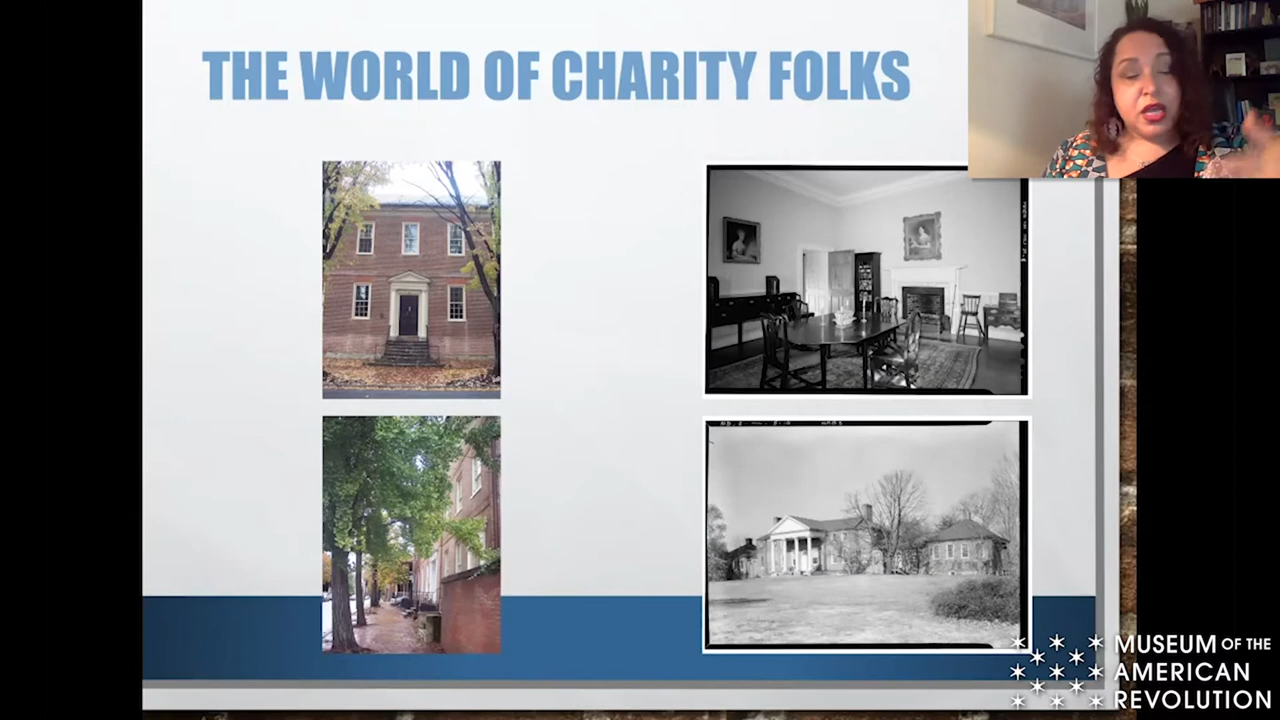 THE WORLD OF CHARITY FOLKS
MUSEUM OF THE
AMERICAN
REVOLUTION